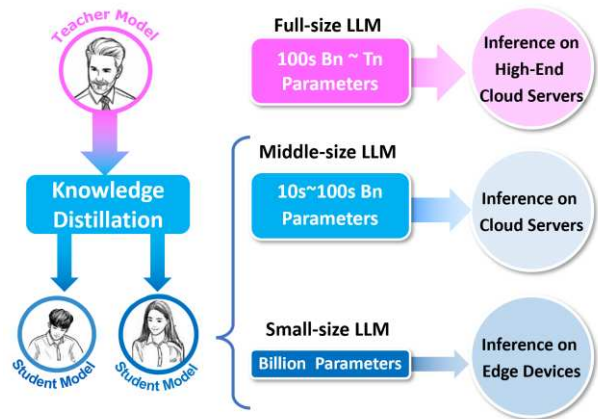 Teacher Model
Knowledge
Distillation
Student Model
Student Model
Full-size LLM
100s Bn ~ Tn
Parameters
Inference on
High-End
Cloud Servers
Middle-size LLM
10s~100s Bn
Parameters
Inference on
Cloud Servers
Small-size LLM
Billion Parameters
Inference on
Edge Devices